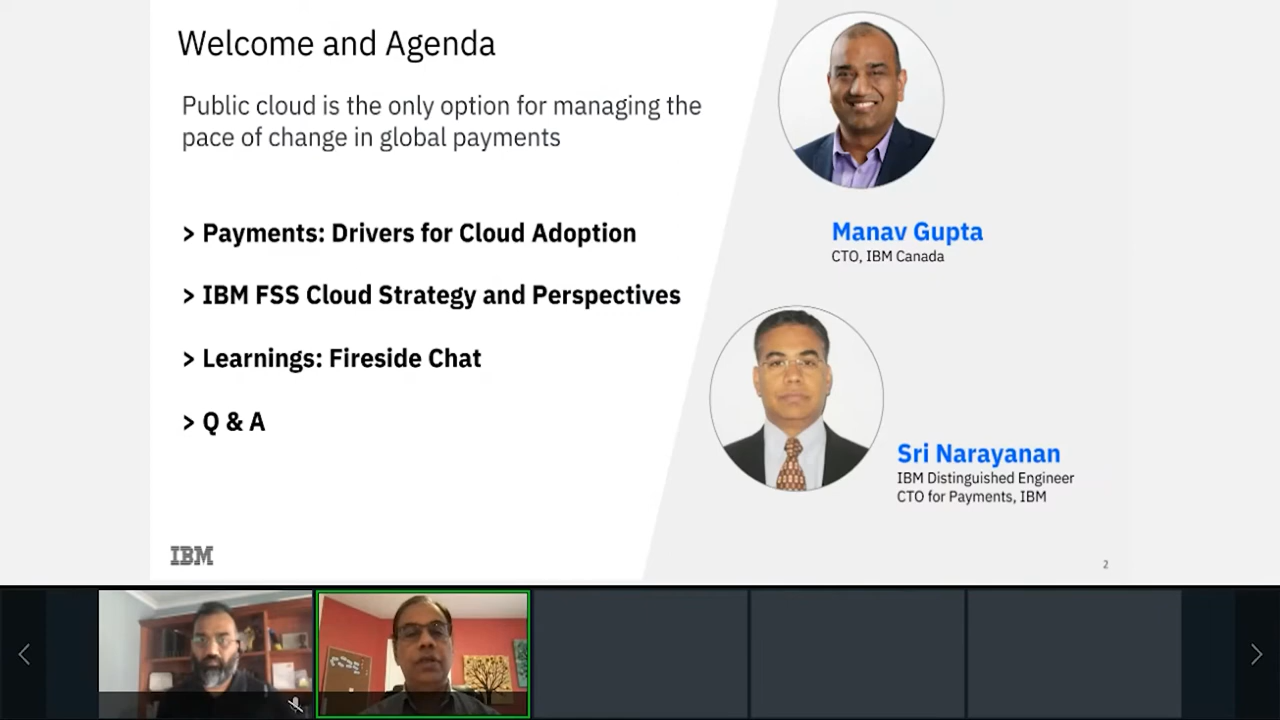 Welcome and Agenda
Public cloud is the only option for managing the
pace of change in global payments
> Payments: Drivers for Cloud Adoption
> IBM FSS Cloud Strategy and Perspectives
> Learnings: Fireside Chat
> Q & A
Manav Gupta
CTO, IBM Canada
Sri Narayanan
IBM Distinguished Engineer
CTO for Payments, IBM
IBM
2